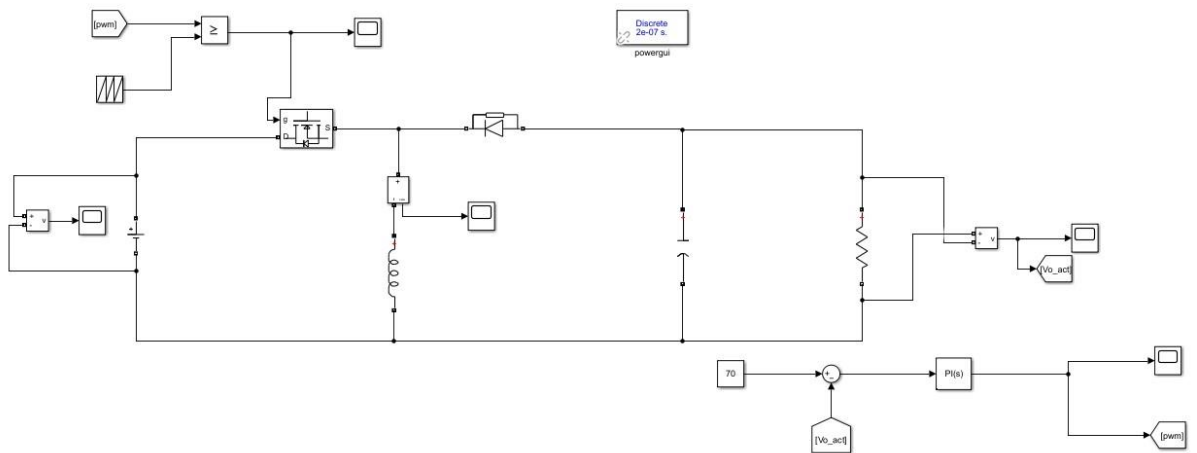 [pwm]
≥
Discrete
2e-07 s.
powergui
g
D
S
+
+
-
v
+
+
-
v
[Vo_act]
70
+
-
PI(s)
[Vo_act]
[pwm]